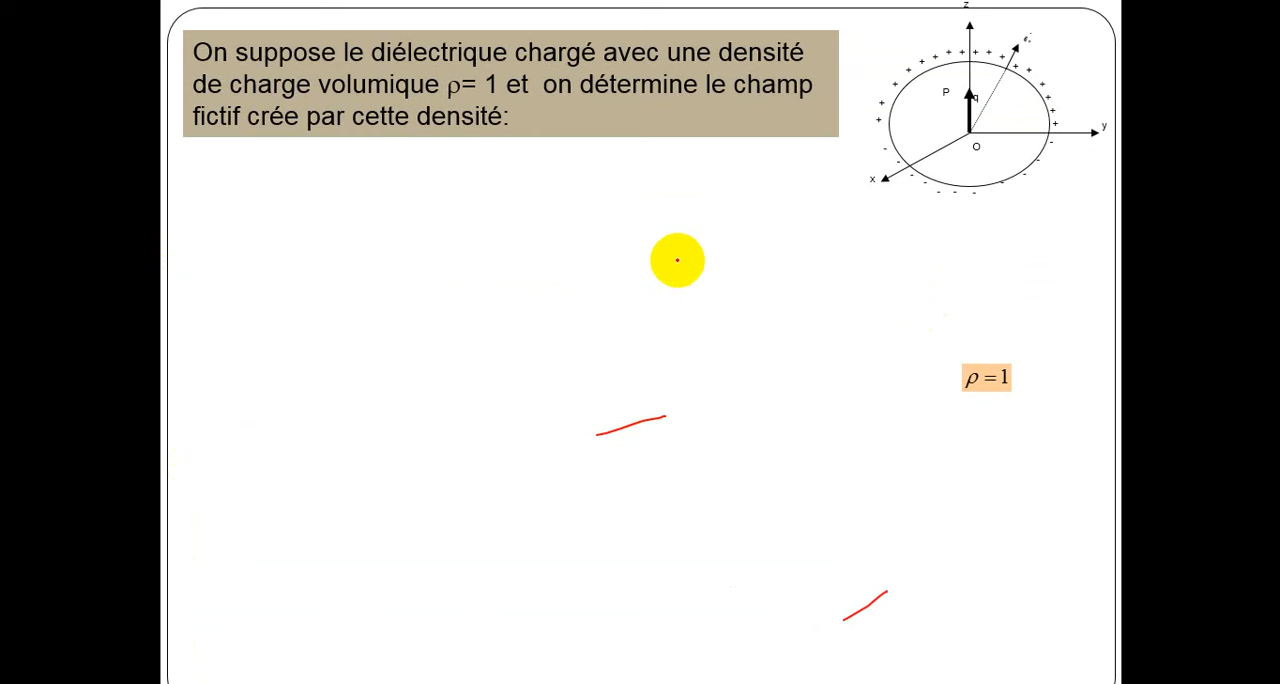 On suppose le diélectrique chargé avec une densité
de charge volumique ρ= 1 et on détermine le champ
fictif crée par cette densité:
z
P
q
y
O
x
ρ = 1